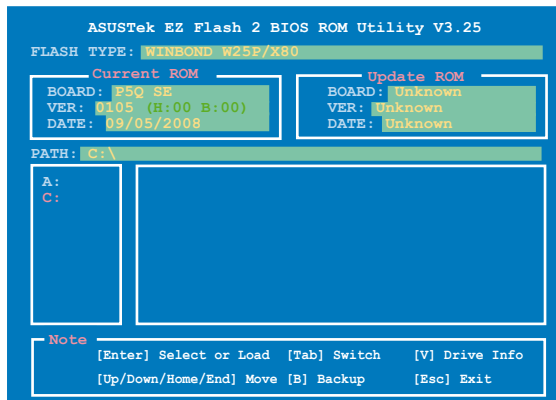 ASUSTek EZ Flash 2 BIOS ROM Utility V3.25
FLASH TYPE: WINBOND W25P/X80
Current ROM
BOARD: P5Q SE
VER: 0105 (H:00 B:00)
DATE: 09/05/2008
Update ROM
BOARD: Unknown
VER: Unknown
DATE: Unknown
PATH: C:\
A:
C:
Note
[Enter] Select or Load [Tab] Switch [V] Drive Info
[Up/Down/Home/End] Move [B] Backup [Esc] Exit